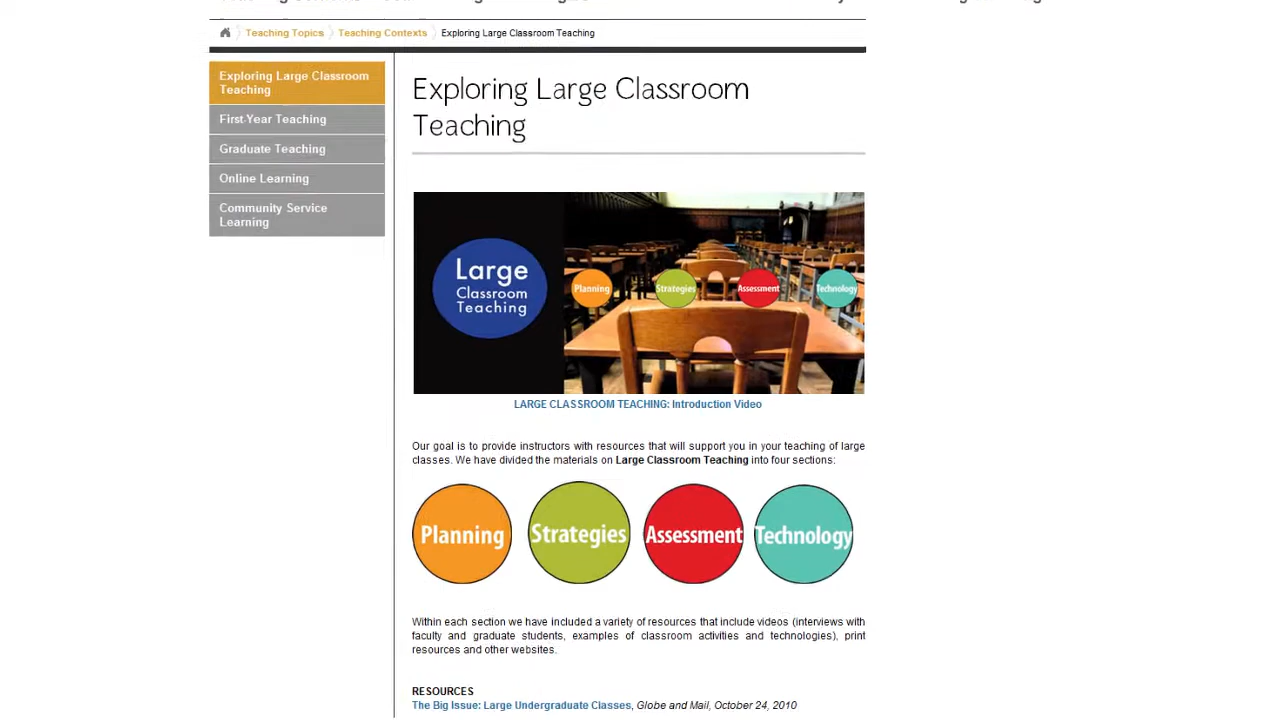 Teaching Topics
Teaching Contexts
Exploring Large Classroom Teaching
Exploring Large Classroom
Teaching
First-Year Teaching
Graduate Teaching
Online Learning
Community Service
Learning
Exploring Large Classroom
Teaching
Large
Classroom
Teaching
Planning
Strategies
Assessment
Technology
LARGE CLASSROOM TEACHING: Introduction Video
Our goal is to provide instructors with resources that will support you in your teaching of large
classes. We have divided the materials on Large Classroom Teaching into four sections:
Planning
Strategies
Assessment
Technology
Within each section we have included a variety of resources that include videos (interviews with
faculty and graduate students, examples of classroom activities and technologies), print
resources and other websites.
RESOURCES
The Big Issue: Large Undergraduate Classes, Globe and Mail, October 24, 2010